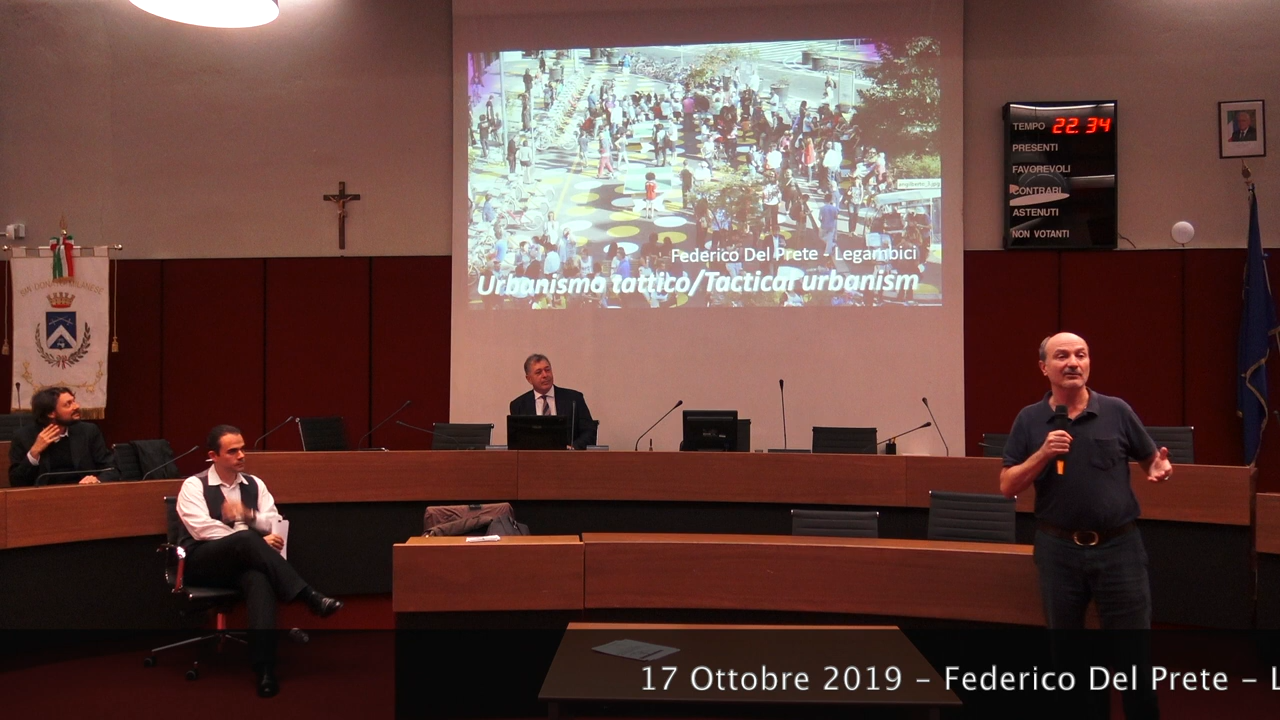 Federico Del Prete - Legambici
Urbanismo tattico/Tactical urbanism
TEMPO 22.34
PRESENTI
FAVOREVOLI
CONTRARI
ASTENUTI
NON VOTANTI
17 Ottobre 2019 – Federico Del Prete – L